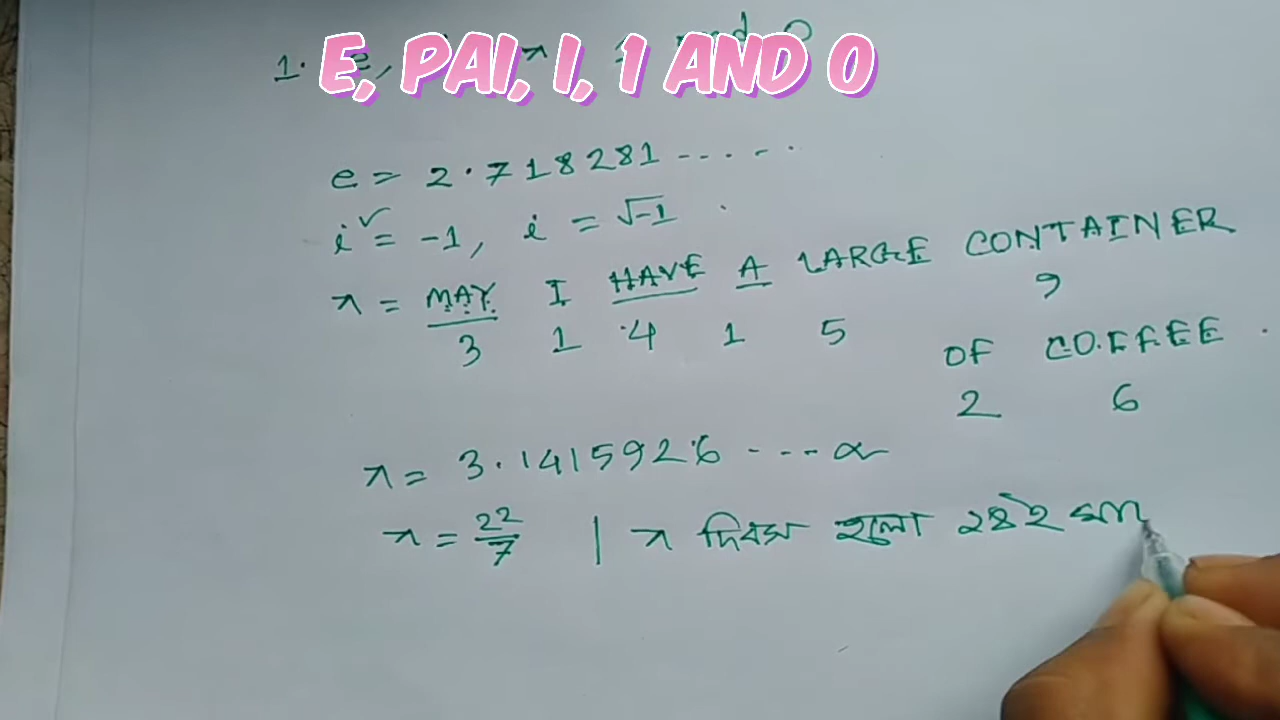 E, PAI, I, 1 AND 0
1. e,
e = 2.718281 ......
i² = -1, i = √-1 .
π = MAY I HAVE A LARGE CONTAINER
3 1 4 1 5 9
OF COFFEE .
2 6
π = 3.1415926 ... α
π = 22/7 | π দিবস হলো